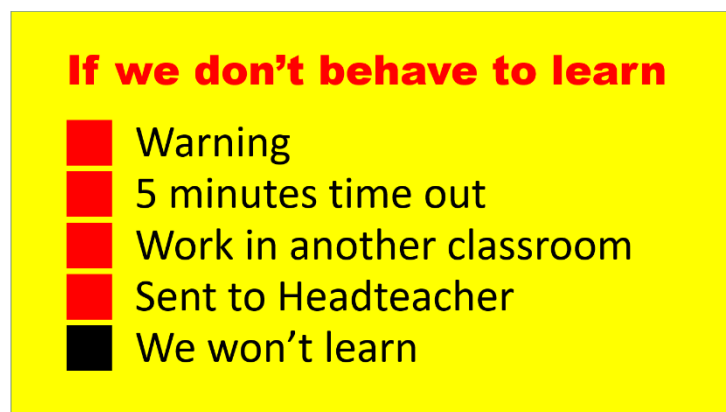 If we don’t behave to learn
Warning
5 minutes time out
Work in another classroom
Sent to Headteacher
We won’t learn